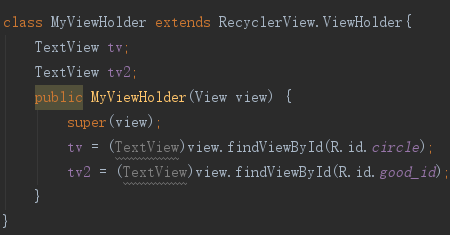 class MyViewHolder extends RecyclerView.ViewHolder{
    TextView tv;
    TextView tv2;
    public MyViewHolder(View view) {
        super(view);
        tv = (TextView)view.findViewById(R.id.circle);
        tv2 = (TextView)view.findViewById(R.id.good_id);
    }
}